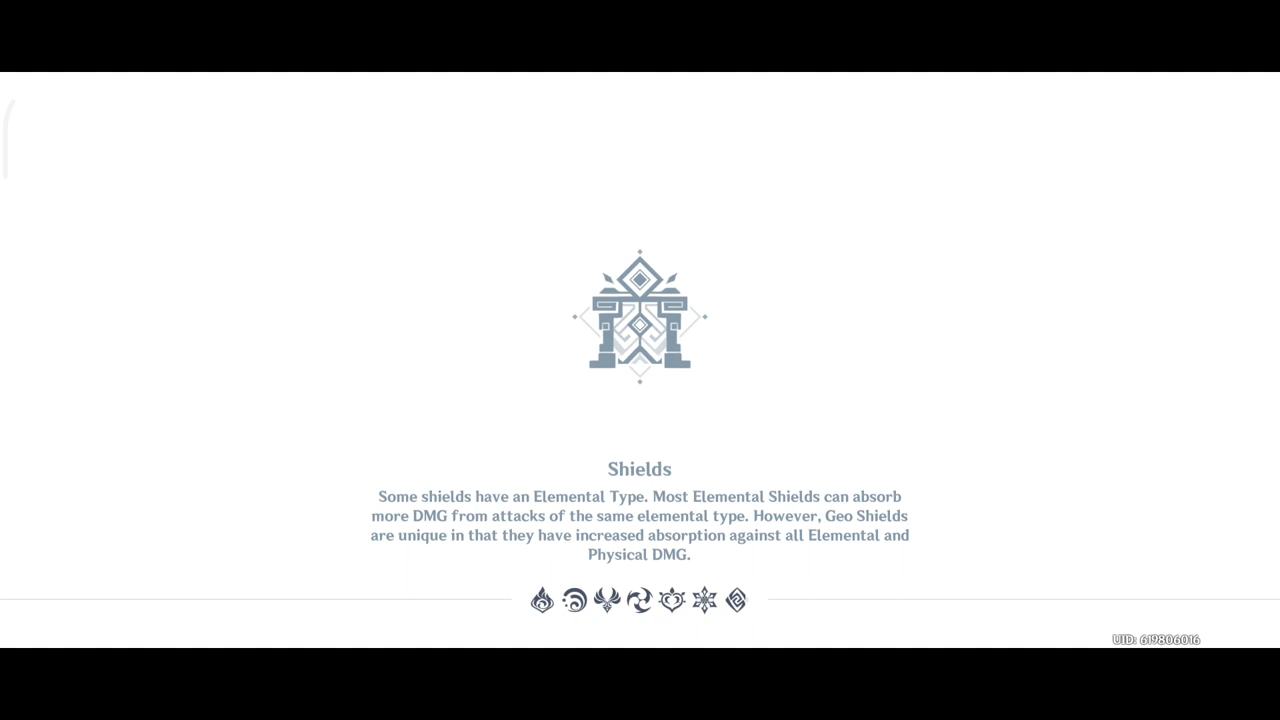 Shields
Some shields have an Elemental Type. Most Elemental Shields can absorb
more DMG from attacks of the same elemental type. However, Geo Shields
are unique in that they have increased absorption against all Elemental and
Physical DMG.
UID: 619806016